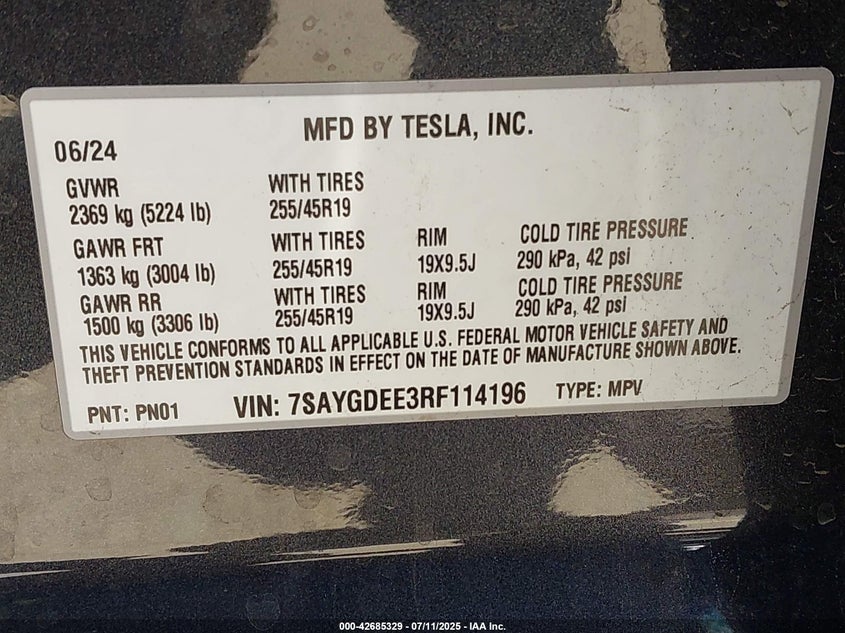 MFD BY TESLA, INC.
06/24
GVWR WITH TIRES
2369 kg (5224 lb) 255/45R19
GAWR FRT WITH TIRES RIM COLD TIRE PRESSURE
1363 kg (3004 lb) 255/45R19 19X9.5J 290 kPa, 42 psi
GAWR RR WITH TIRES RIM COLD TIRE PRESSURE
1500 kg (3306 lb) 255/45R19 19X9.5J 290 kPa, 42 psi
THIS VEHICLE CONFORMS TO ALL APPLICABLE U.S. FEDERAL MOTOR VEHICLE SAFETY AND
THEFT PREVENTION STANDARDS IN EFFECT ON THE DATE OF MANUFACTURE SHOWN ABOVE.
PNT: PN01 VIN: 7SAYGDEE3RF114196 TYPE: MPV
000-42685329 - 07/11/2025 - IAA Inc.